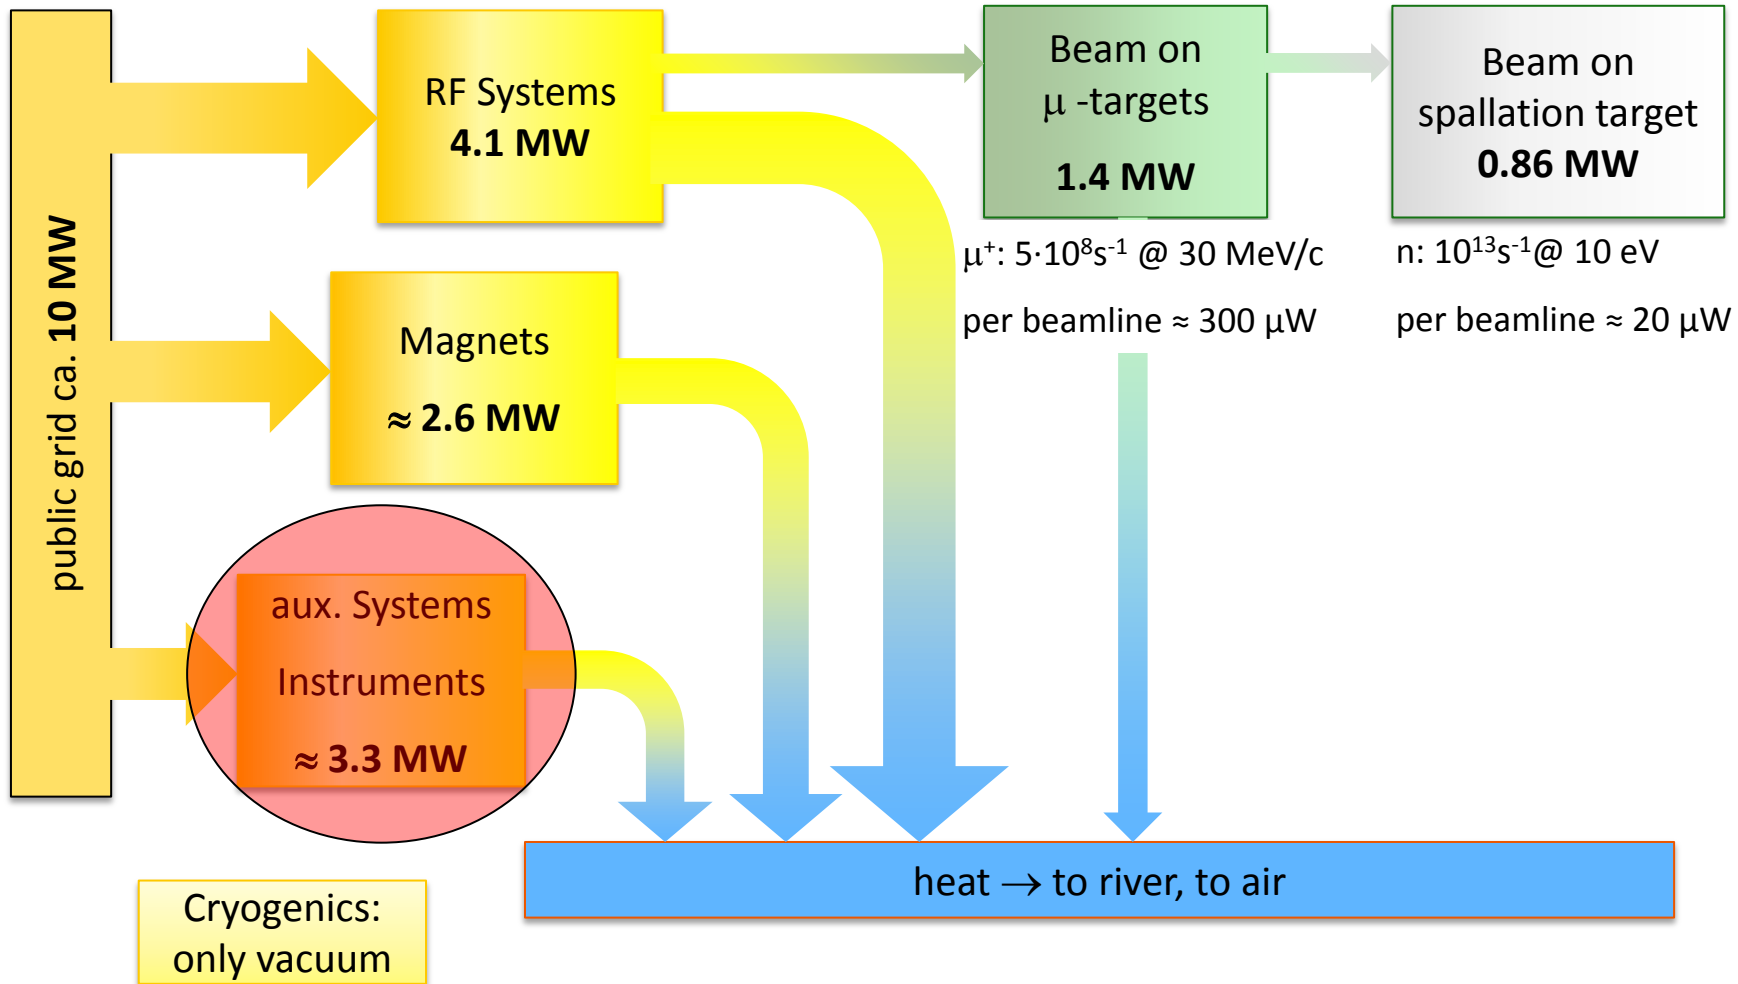 public grid ca. 10 MW
RF Systems
4.1 MW
Beam on
μ -targets
1.4 MW
Beam on
spallation target
0.86 MW
μ⁺: 5·10⁸s⁻¹ @ 30 MeV/c
per beamline ≈ 300 μW
n: 10¹³s⁻¹@ 10 eV
per beamline ≈ 20 μW
Magnets
≈ 2.6 MW
aux. Systems
Instruments
≈ 3.3 MW
heat → to river, to air
Cryogenics:
only vacuum